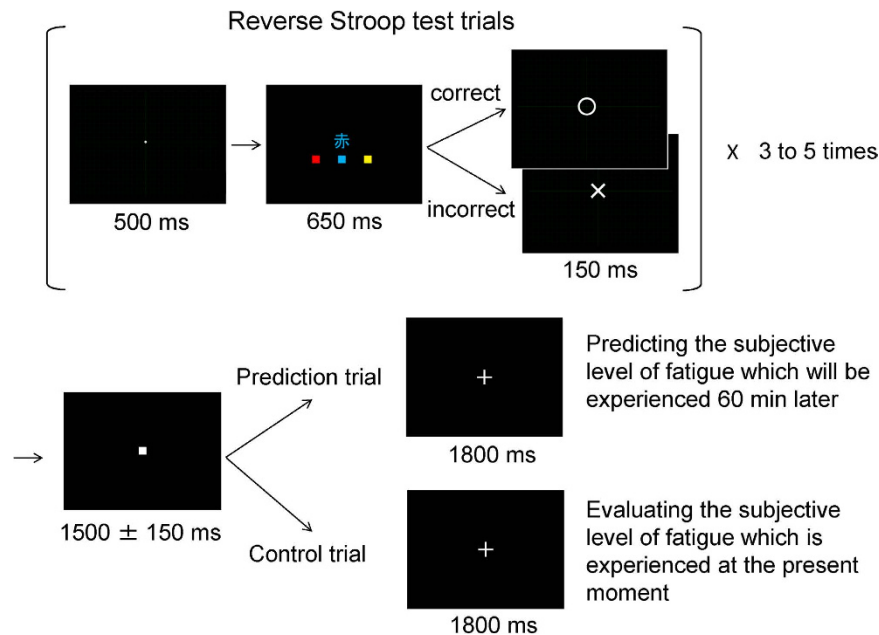 Reverse Stroop test trials
correct
赤
incorrect
500 ms
650 ms
150 ms
X 3 to 5 times
Prediction trial
Predicting the subjective
level of fatigue which will be
experienced 60 min later
1800 ms
1500 ± 150 ms
Control trial
Evaluating the subjective
level of fatigue which is
experienced at the present
moment
1800 ms